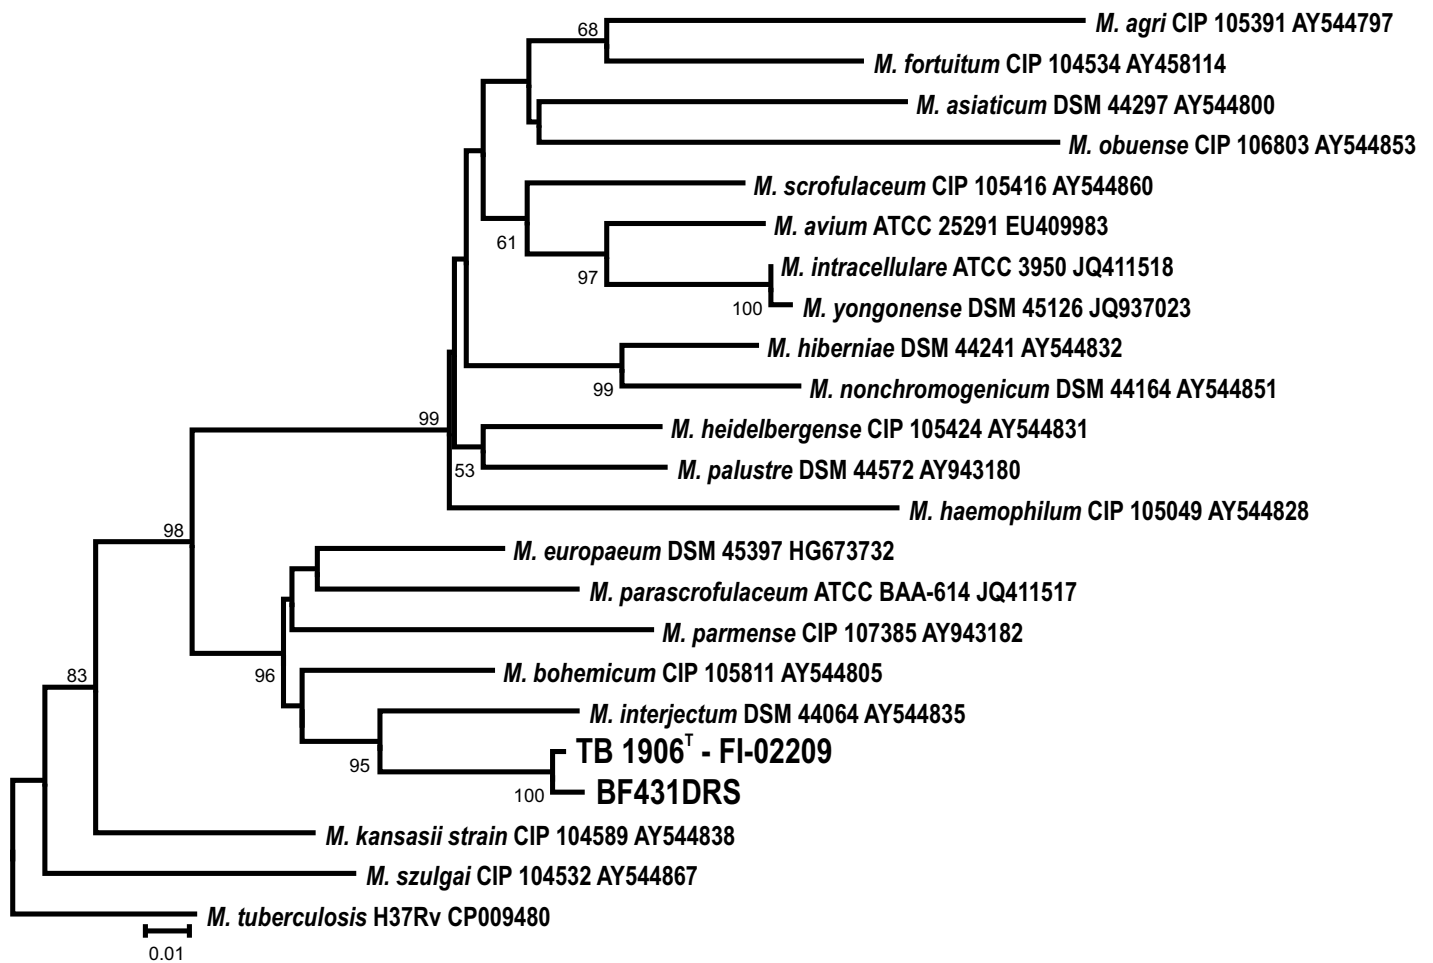 68
M. agri CIP 105391 AY544797
M. fortuitum CIP 104534 AY458114
M. asiaticum DSM 44297 AY544800
M. obuense CIP 106803 AY544853
M. scrofulaceum CIP 105416 AY544860
61
M. avium ATCC 25291 EU409983
97
M. intracellulare ATCC 3950 JQ411518
100
M. yongonense DSM 45126 JQ937023
M. hiberniae DSM 44241 AY544832
99
M. nonchromogenicum DSM 44164 AY544851
99
M. heidelbergense CIP 105424 AY544831
53
M. palustre DSM 44572 AY943180
M. haemophilum CIP 105049 AY544828
98
M. europaeum DSM 45397 HG673732
M. parascrofulaceum ATCC BAA-614 JQ411517
M. parmense CIP 107385 AY943182
83
96
M. bohemicum CIP 105811 AY544805
M. interjectum DSM 44064 AY544835
95
TB 1906T - FI-02209
100
BF431DRS
M. kansasii strain CIP 104589 AY544838
M. szulgai CIP 104532 AY544867
M. tuberculosis H37Rv CP009480
0.01